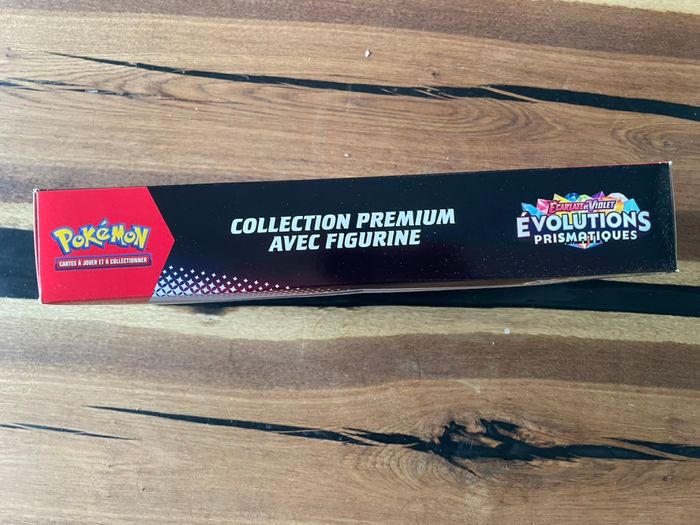 POKéMON
CARTES À JOUER ET À COLLECTIONNER
COLLECTION PREMIUM
AVEC FIGURINE
ÉCARLATE ET VIOLET
ÉVOLUTIONS
PRISMATIQUES